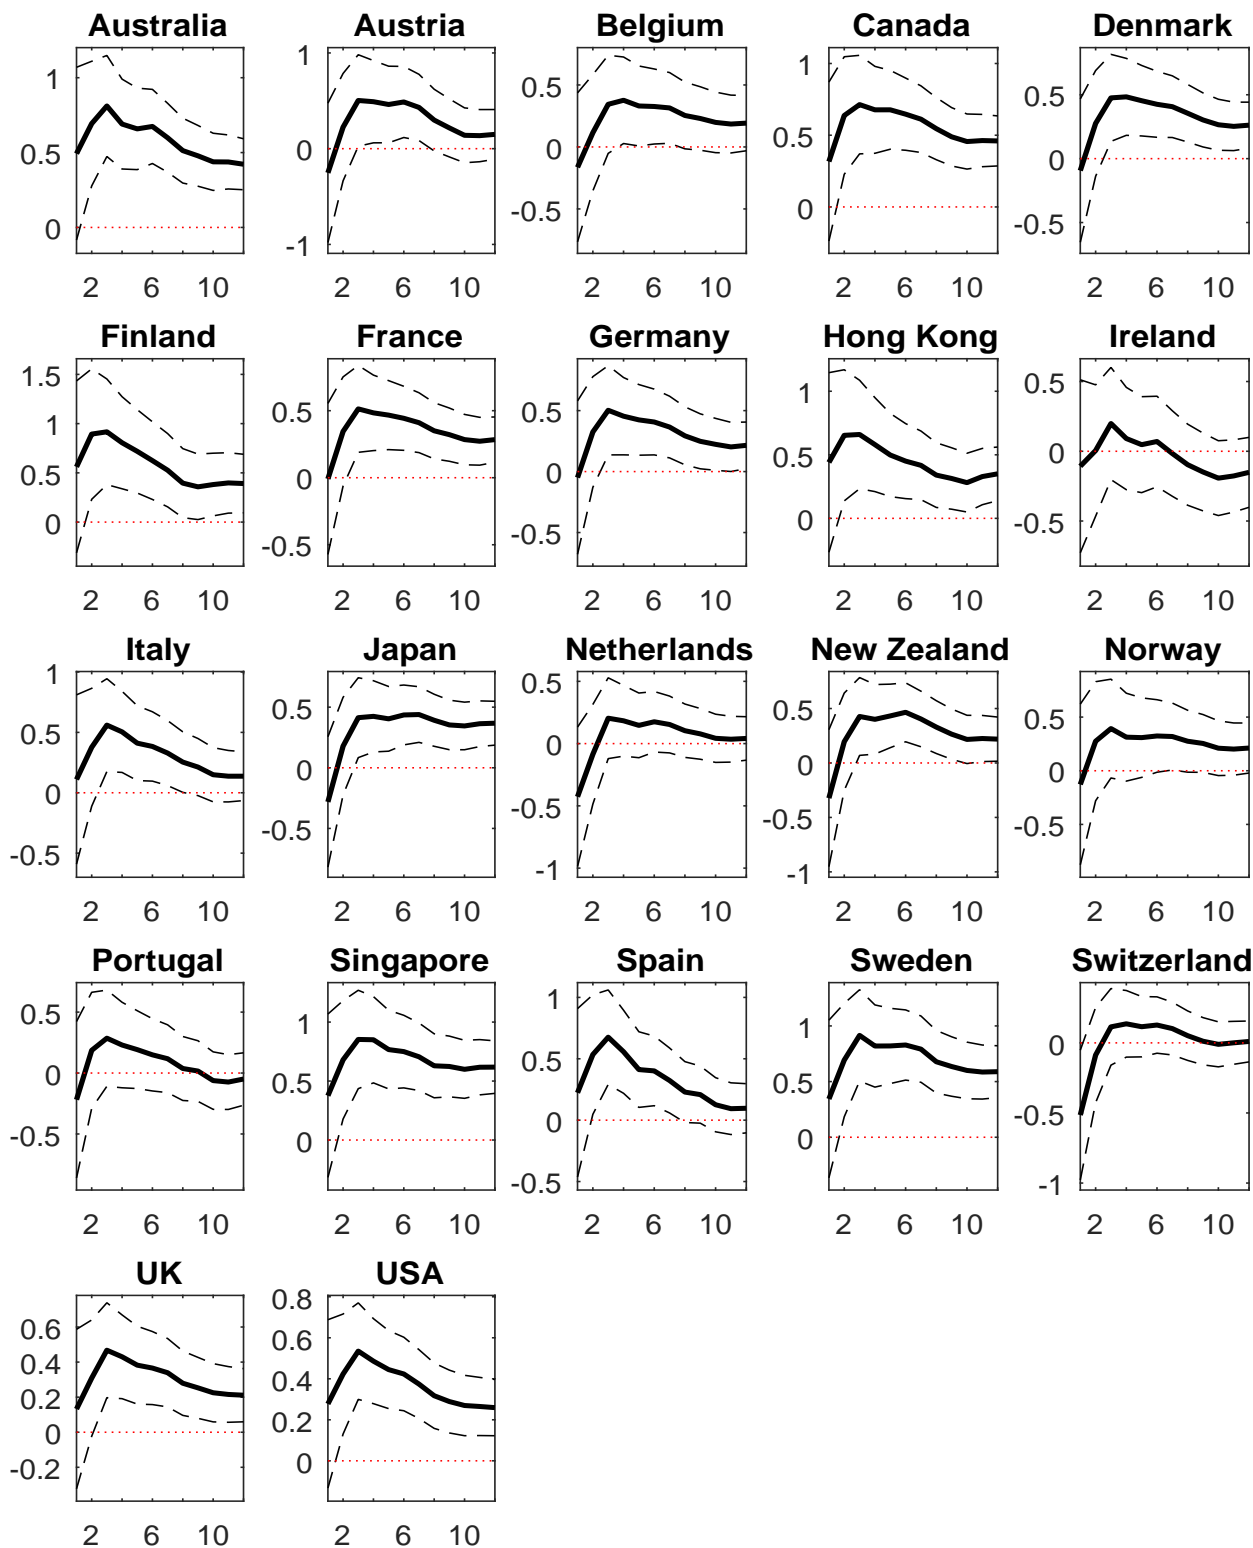 Australia Austria Belgium Canada Denmark
1 1 0.5 1 0.5
0.5 0 0 0.5 0
0 -1 -0.5 0 -0.5
2 6 10 2 6 10 2 6 10 2 6 10 2 6 10
Finland France Germany Hong Kong Ireland
1.5 0.5 0.5 1 0.5
1 0 0 0.5 0
0.5 -0.5 -0.5 0 -0.5
0
2 6 10 2 6 10 2 6 10 2 6 10 2 6 10
Italy Japan Netherlands New Zealand Norway
1 0.5 0.5 0.5 0.5
0.5 0 0 0 0
0 -0.5 -0.5 -0.5 -0.5
-0.5 -1 -1
2 6 10 2 6 10 2 6 10 2 6 10 2 6 10
Portugal Singapore Spain Sweden Switzerland
0.5 1 1 1 0
0 0.5 0.5 0.5 -0.5
-0.5 0 0 0 -1
-0.5
2 6 10 2 6 10 2 6 10 2 6 10 2 6 10
UK USA
0.6 0.8
0.4 0.6
0.2 0.4
0 0.2
-0.2 0
2 6 10 2 6 10